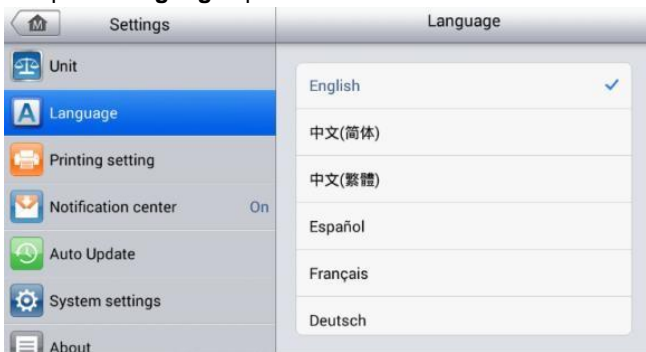 Settings
Language
Unit
Language
Printing setting
Notification center On
Auto Update
System settings
About
English
中文(简体)
中文(繁體)
Español
Français
Deutsch